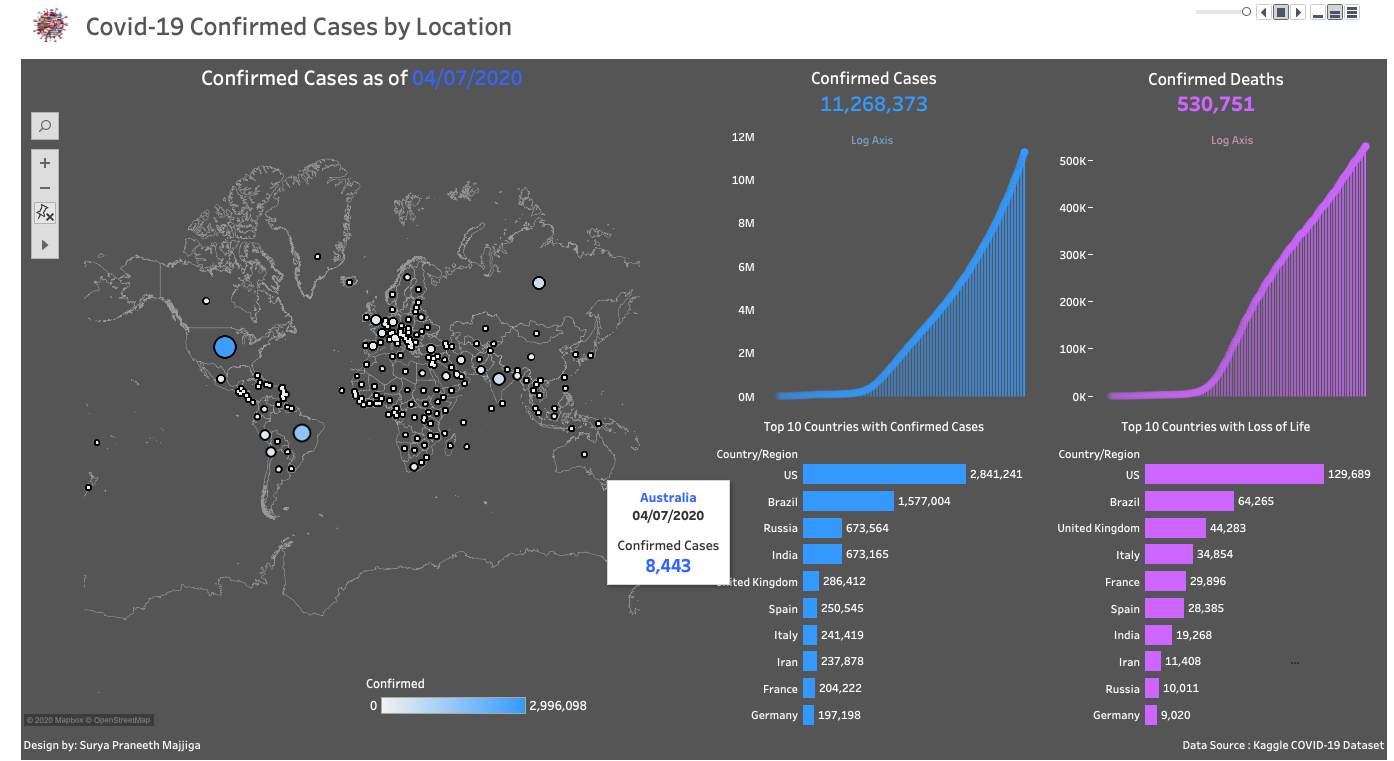 Covid-19 Confirmed Cases by Location
Confirmed Cases as of 04/07/2020
Confirmed Cases
11,268,373
Log Axis
12M
10M
8M
6M
4M
2M
0M
Confirmed Deaths
530,751
Log Axis
500K
400K
300K
200K
100K
0K
Australia
04/07/2020
Confirmed Cases
8,443
Top 10 Countries with Confirmed Cases
Country/Region
US 2,841,241
Brazil 1,577,004
Russia 673,564
India 673,165
ited Kingdom 286,412
Spain 250,545
Italy 241,419
Iran 237,878
France 204,222
Germany 197,198
Top 10 Countries with Loss of Life
Country/Region
US 129,689
Brazil 64,265
United Kingdom 44,283
Italy 34,854
France 29,896
Spain 28,385
India 19,268
Iran 11,408
Russia 10,011
Germany 9,020
...
Confirmed
0 2,996,098
© 2020 Mapbox © OpenStreetMap
Design by: Surya Praneeth Majjiga
Data Source : Kaggle COVID-19 Dataset